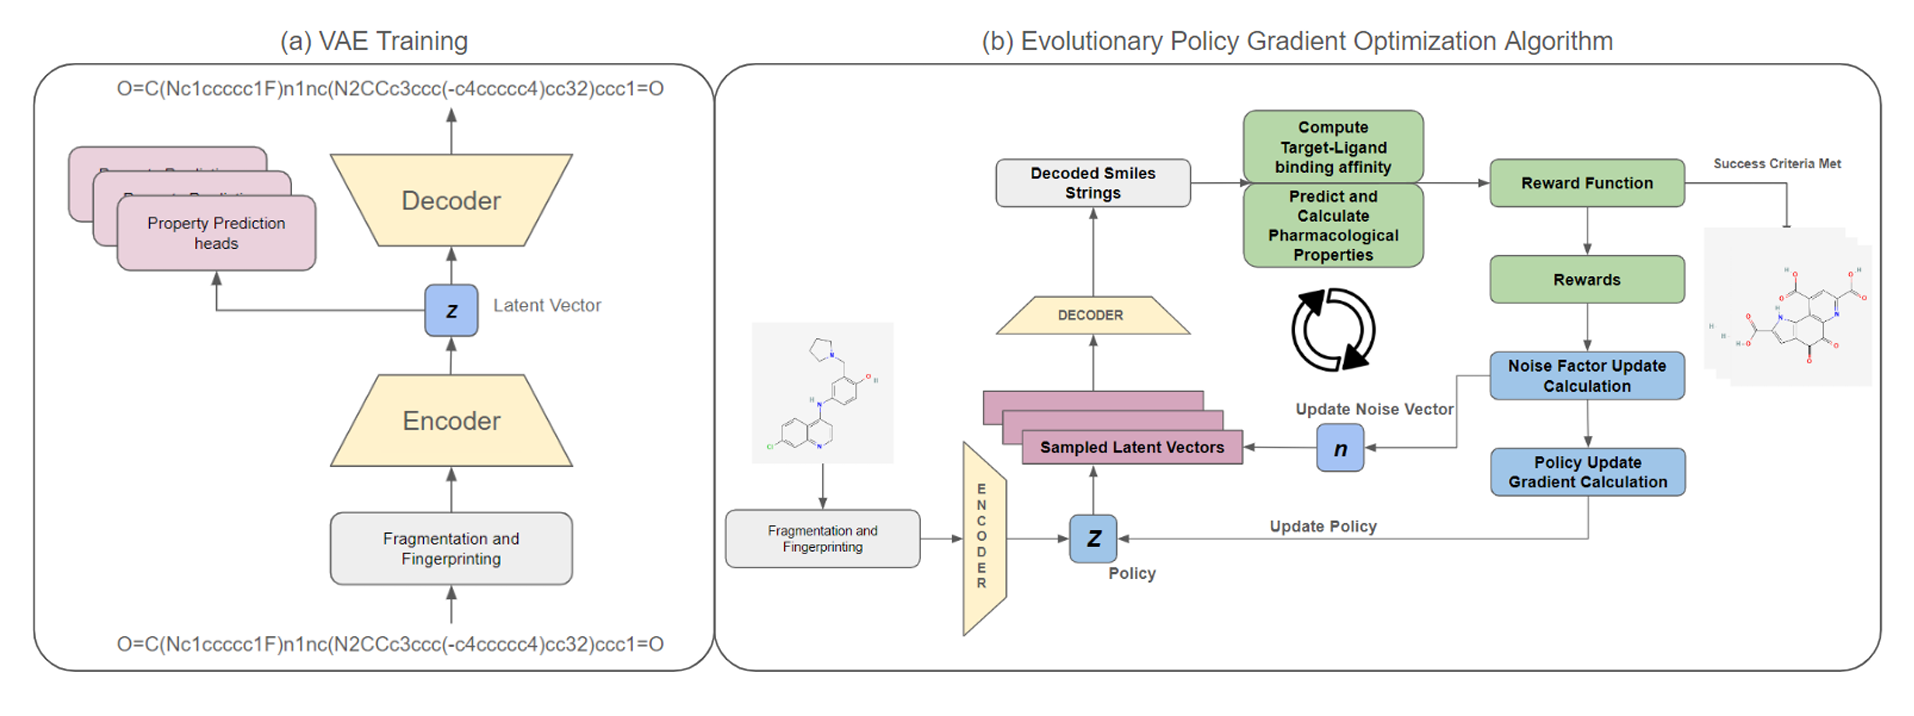 (a) VAE Training
O=C(Nc1ccccc1F)n1nc(N2CCc3ccc(-c4ccccc4)cc32)ccc1=O
Decoder
Property Prediction
heads
z
Latent Vector
Encoder
Fragmentation and
Fingerprinting
O=C(Nc1ccccc1F)n1nc(N2CCc3ccc(-c4ccccc4)cc32)ccc1=O
(b) Evolutionary Policy Gradient Optimization Algorithm
Compute
Target-Ligand
binding affinity
Decoded Smiles
Strings
Predict and
Calculate
Pharmacological
Properties
Reward Function
Success Criteria Met
Rewards
DECODER
Noise Factor Update
Calculation
Update Noise Vector
Sampled Latent Vectors
n
Policy Update
Gradient Calculation
Fragmentation and
Fingerprinting
ENCODER
Z
Policy
Update Policy